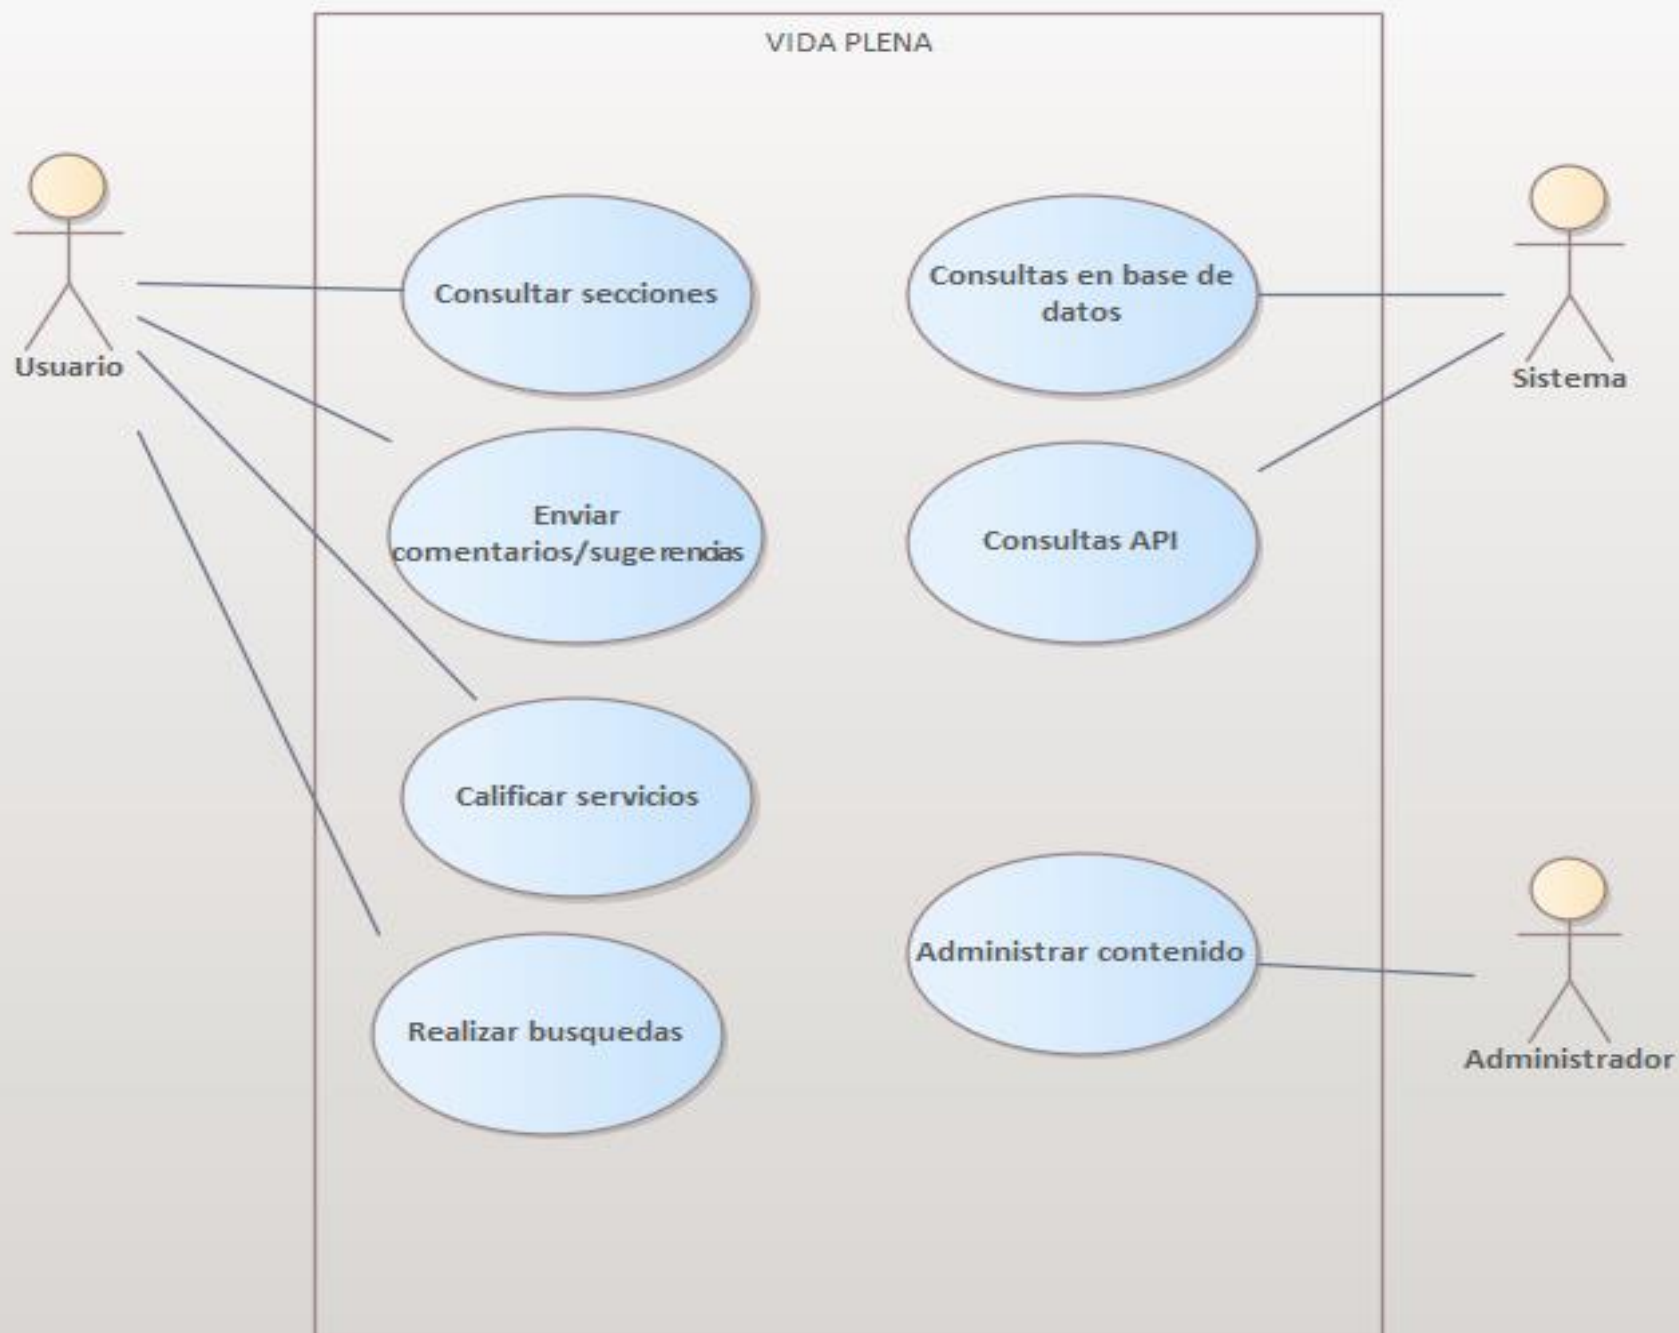 VIDA PLENA
Usuario
Consultar secciones
Enviar
comentarios/sugerencias
Calificar servicios
Realizar busquedas
Consultas en base de
datos
Consultas API
Administrar contenido
Sistema
Administrador